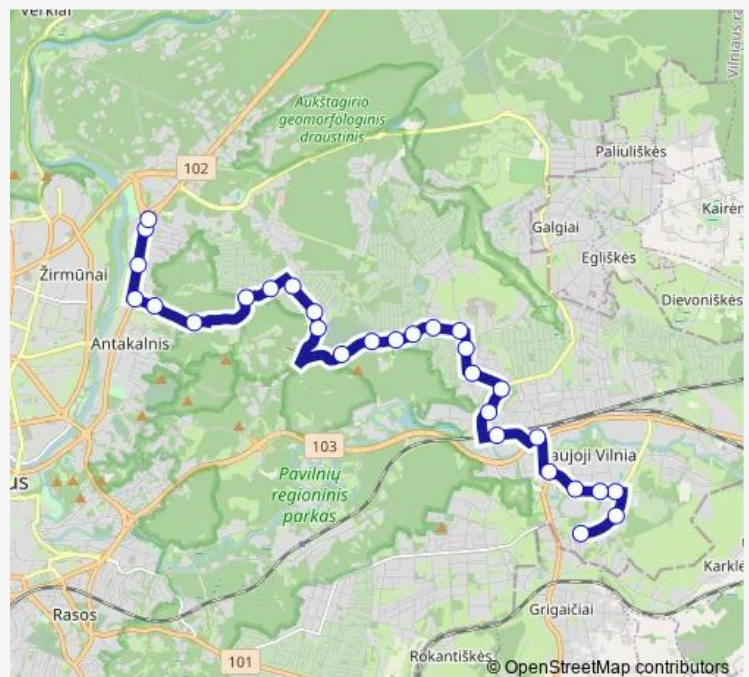 Verkiai
Vilniaus ra
Aukštagirio
geomorfologinis
draustinis
102
Paliuliškės
Kairėn
Galgiai
Žirmūnai
Egliškės
Dievoniškės
Antakalnis
103
aujoji Vilnia
us
Pavilnių
regioninis
parkas
Karklė
Rasos
Grigaičiai
101
Rokantiškės
© OpenStreetMap contributors